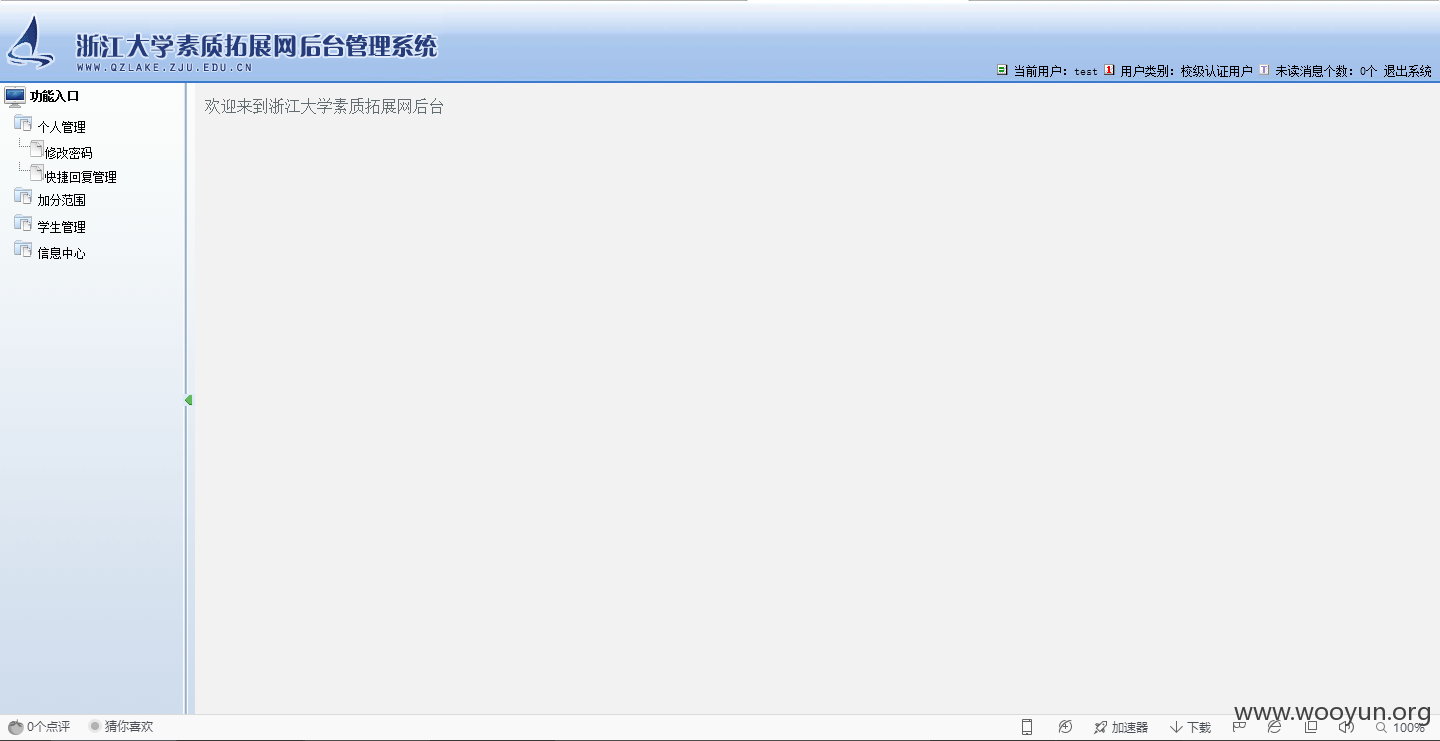 浙江大学素质拓展网后台管理系统
WWW.QZLAKE.ZJU.EDU.CN
当前用户: test 用户类别: 校级认证用户 未读消息个数: 0个 退出系统
功能入口
个人管理
修改密码
快捷回复管理
加分范围
学生管理
信息中心
欢迎来到浙江大学素质拓展网后台
0个点评 猜你喜欢
加速器 下载 100%
www.wooyun.org